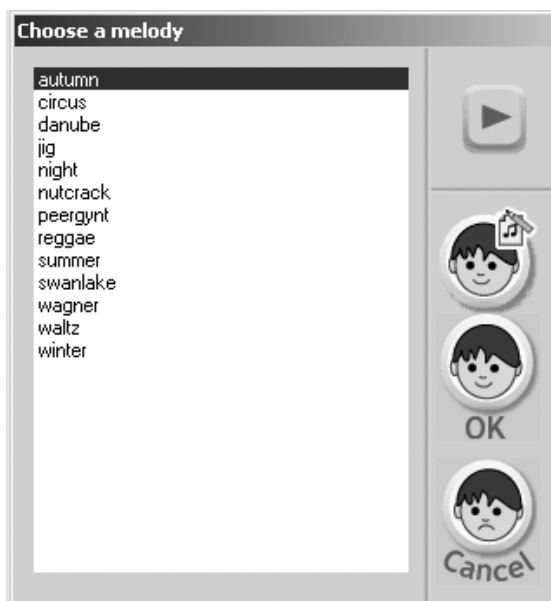 Choose a melody
autumn
circus
danube
jig
night
nutcrack
peergynt
reggae
summer
swanlake
wagner
waltz
winter
OK
Cancel